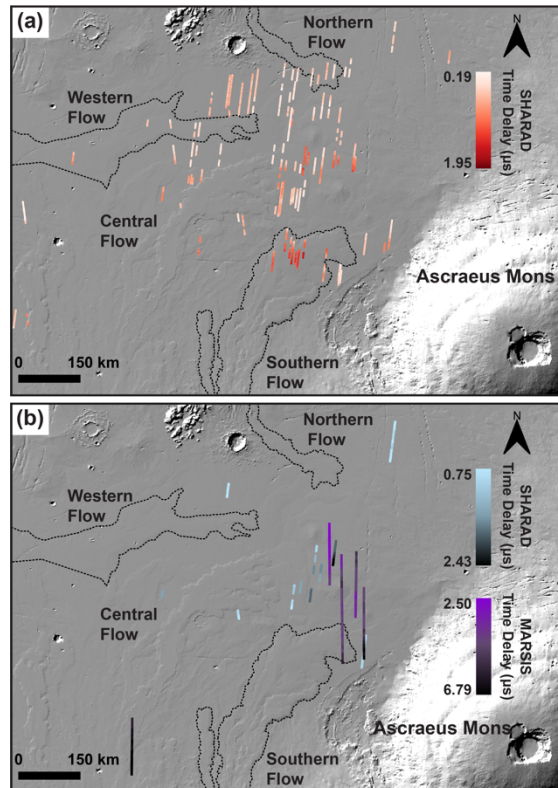 (a)
Northern
Flow
N
Western
Flow
0.19
SHARAD
Time Delay (μs)
1.95
Central
Flow
Ascraeus Mons
Southern
Flow
0 150 km
(b)
Northern
Flow
N
Western
Flow
0.75
SHARAD
Time Delay (μs)
2.43
2.50
MARSIS
Time Delay (μs)
6.79
Central
Flow
Ascraeus Mons
Southern
Flow
0 150 km